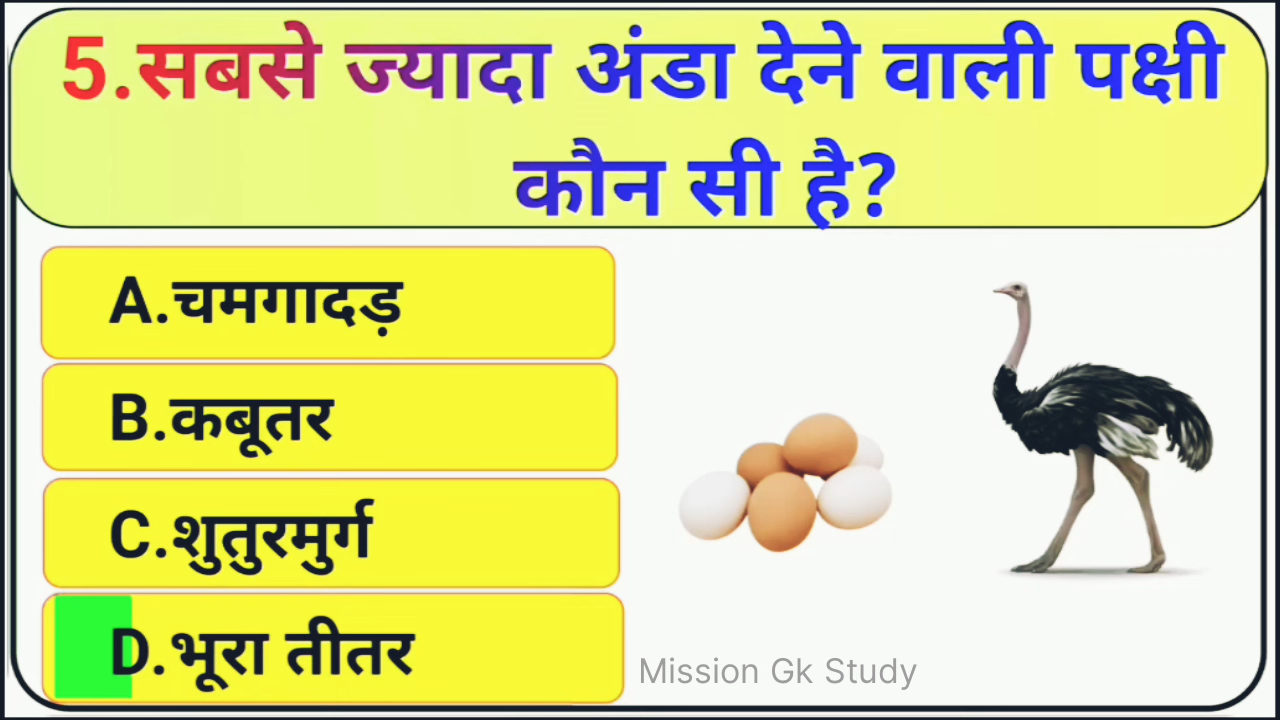 5.सबसे ज्यादा अंडा देने वाली पक्षी
कौन सी है?
A.चमगादड़
B.कबूतर
C.शुतुरमुर्ग
D.भूरा तीतर
Mission Gk Study